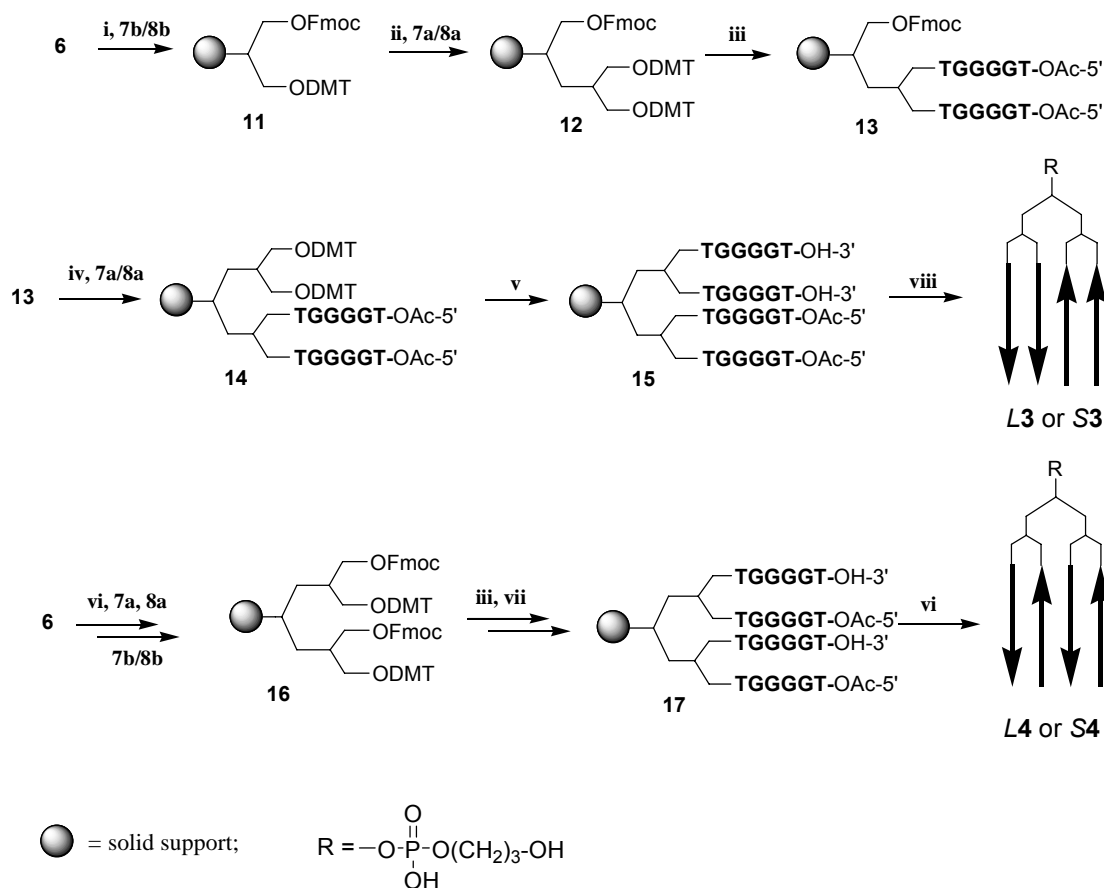 6 i, 7b/8b OFmoc ODMT 11 ii, 7a/8a OFmoc ODMT ODMT 12 iii OFmoc TGGGGT-OAc-5' TGGGGT-OAc-5' 13
13 iv, 7a/8a ODMT ODMT TGGGGT-OAc-5' TGGGGT-OAc-5' 14 v TGGGGT-OH-3' TGGGGT-OH-3' TGGGGT-OAc-5' TGGGGT-OAc-5' 15 viii R L3 or S3
6 vi, 7a, 8a 7b/8b OFmoc ODMT OFmoc ODMT 16 iii, vii TGGGGT-OH-3' TGGGGT-OAc-5' TGGGGT-OH-3' TGGGGT-OAc-5' 17 vi R L4 or S4
= solid support; R = -O-P-O(CH2)3-OH O OH